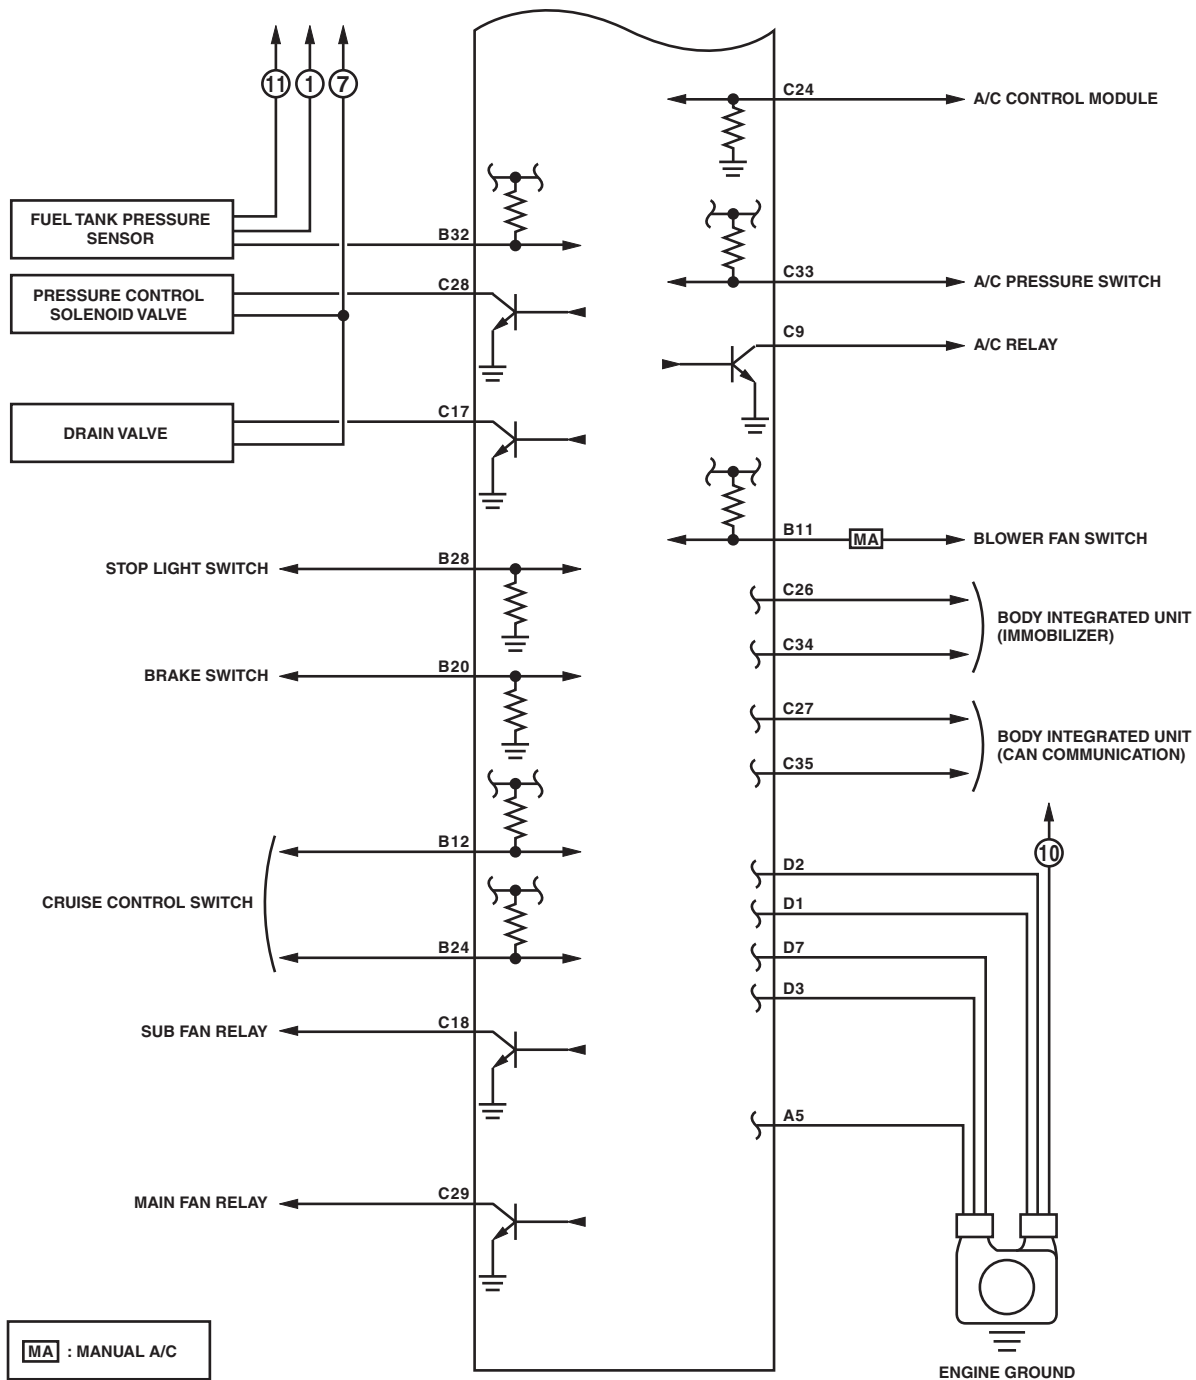 11 1 7
FUEL TANK PRESSURE
SENSOR
B32
PRESSURE CONTROL
SOLENOID VALVE
C28
DRAIN VALVE
C17
STOP LIGHT SWITCH
B28
BRAKE SWITCH
B20
CRUISE CONTROL SWITCH
B12
B24
SUB FAN RELAY
C18
MAIN FAN RELAY
C29
MA : MANUAL A/C
C24
A/C CONTROL MODULE
C33
A/C PRESSURE SWITCH
C9
A/C RELAY
B11
MA
BLOWER FAN SWITCH
C26
C34
BODY INTEGRATED UNIT
(IMMOBILIZER)
C27
C35
BODY INTEGRATED UNIT
(CAN COMMUNICATION)
10
D2
D1
D7
D3
A5
ENGINE GROUND